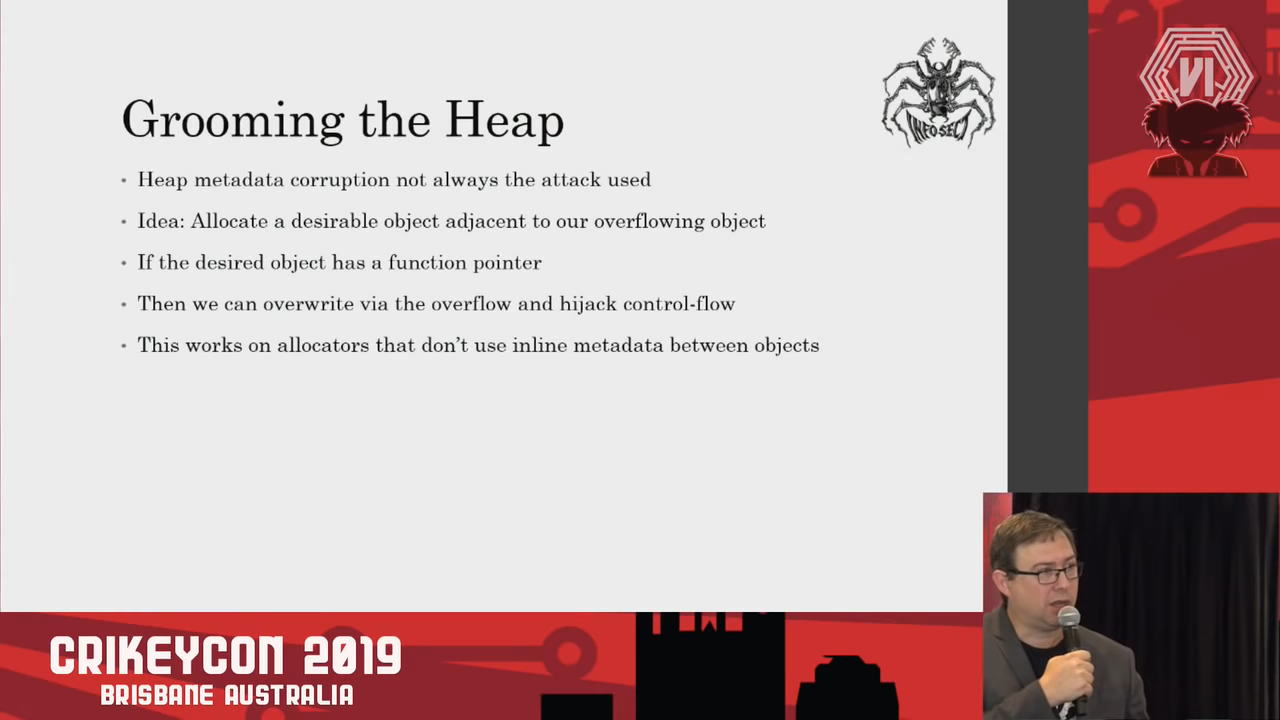 Grooming the Heap
• Heap metadata corruption not always the attack used
• Idea: Allocate a desirable object adjacent to our overflowing object
• If the desired object has a function pointer
• Then we can overwrite via the overflow and hijack control-flow
• This works on allocators that don’t use inline metadata between objects
INFOSECT
VI
CRIKEYCON 2019
BRISBANE AUSTRALIA